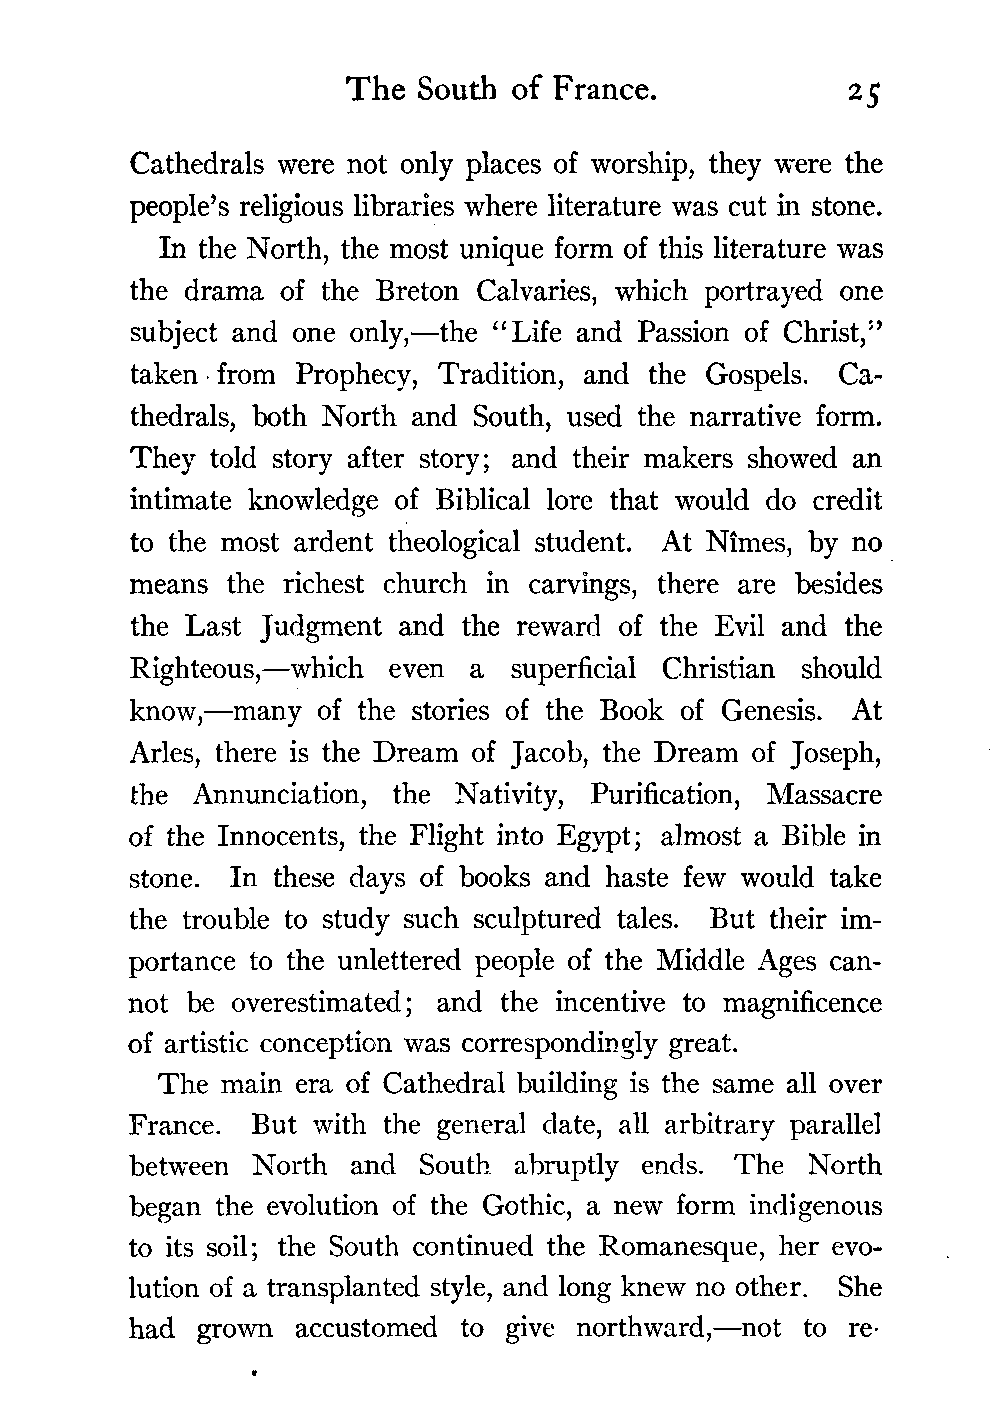 The South of France. 25
Cathedrals were not only places of worship, they were the
people's religious libraries where literature was cut in stone.
In the North, the most unique form of this literature was
the drama of the Breton Calvaries, which portrayed one
subject and one only,—the "Life and Passion of Christ,"
taken from Prophecy, Tradition, and the Gospels. Ca-
thedrals, both North and South, used the narrative form.
They told story after story; and their makers showed an
intimate knowledge of Biblical lore that would do credit
to the most ardent theological student. At Nîmes, by no
means the richest church in carvings, there are besides
the Last Judgment and the reward of the Evil and the
Righteous,—which even a superficial Christian should
know,—many of the stories of the Book of Genesis. At
Arles, there is the Dream of Jacob, the Dream of Joseph,
the Annunciation, the Nativity, Purification, Massacre
of the Innocents, the Flight into Egypt; almost a Bible in
stone. In these days of books and haste few would take
the trouble to study such sculptured tales. But their im-
portance to the unlettered people of the Middle Ages can-
not be overestimated; and the incentive to magnificence
of artistic conception was correspondingly great.
The main era of Cathedral building is the same all over
France. But with the general date, all arbitrary parallel
between North and South abruptly ends. The North
began the evolution of the Gothic, a new form indigenous
to its soil; the South continued the Romanesque, her evo-
lution of a transplanted style, and long knew no other. She
had grown accustomed to give northward,—not to re-